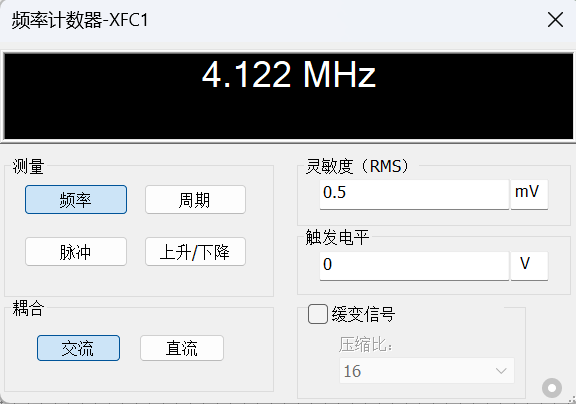 频率计数器-XFC1
4.122 MHz
测量
频率
周期
脉冲
上升/下降
耦合
交流
直流
灵敏度（RMS）
0.5 mV
触发电平
0 V
缓变信号
压缩比：
16